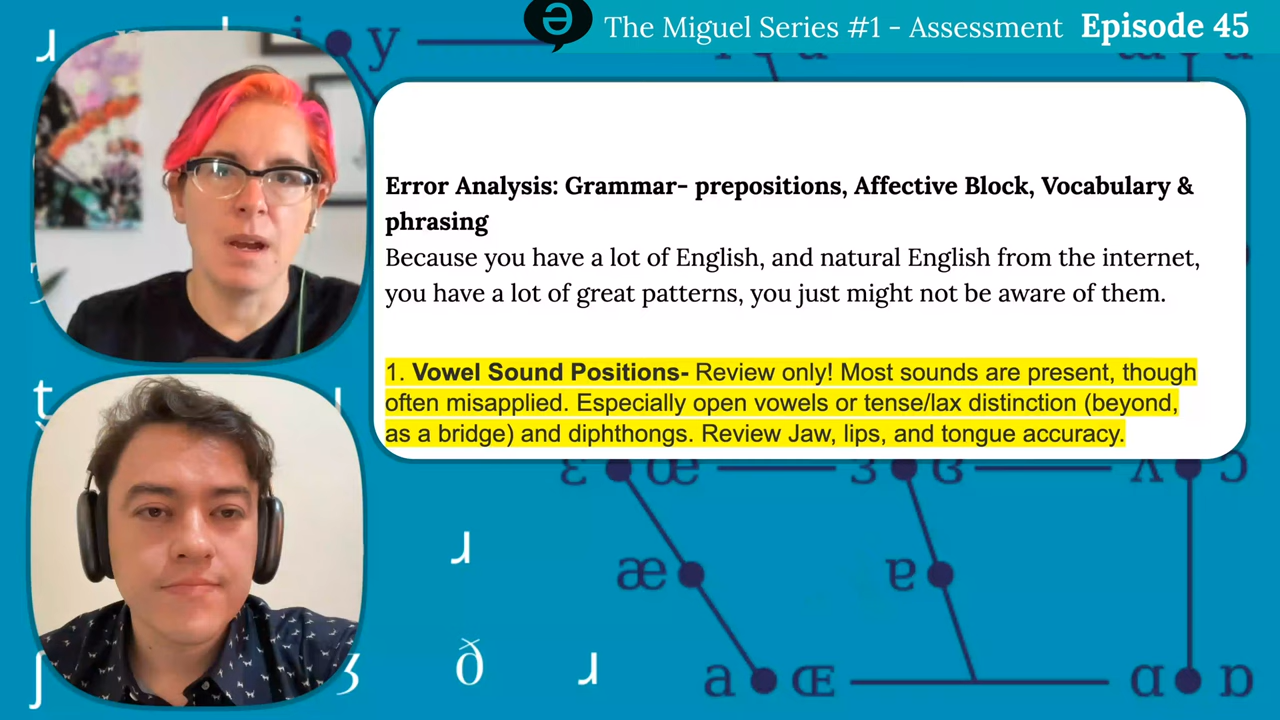 ə The Miguel Series #1 - Assessment Episode 45
ɹ
i y
Error Analysis: Grammar- prepositions, Affective Block, Vocabulary &
phrasing
Because you have a lot of English, and natural English from the internet,
you have a lot of great patterns, you just might not be aware of them.
1. Vowel Sound Positions- Review only! Most sounds are present, though
often misapplied. Especially open vowels or tense/lax distinction (beyond,
as a bridge) and diphthongs. Review Jaw, lips, and tongue accuracy.
ɛ œ ɜ ɞ ʌ ɔ
ɹ
æ ɐ
ʃ ʒ ð ɹ a ɶ ɑ ɒ